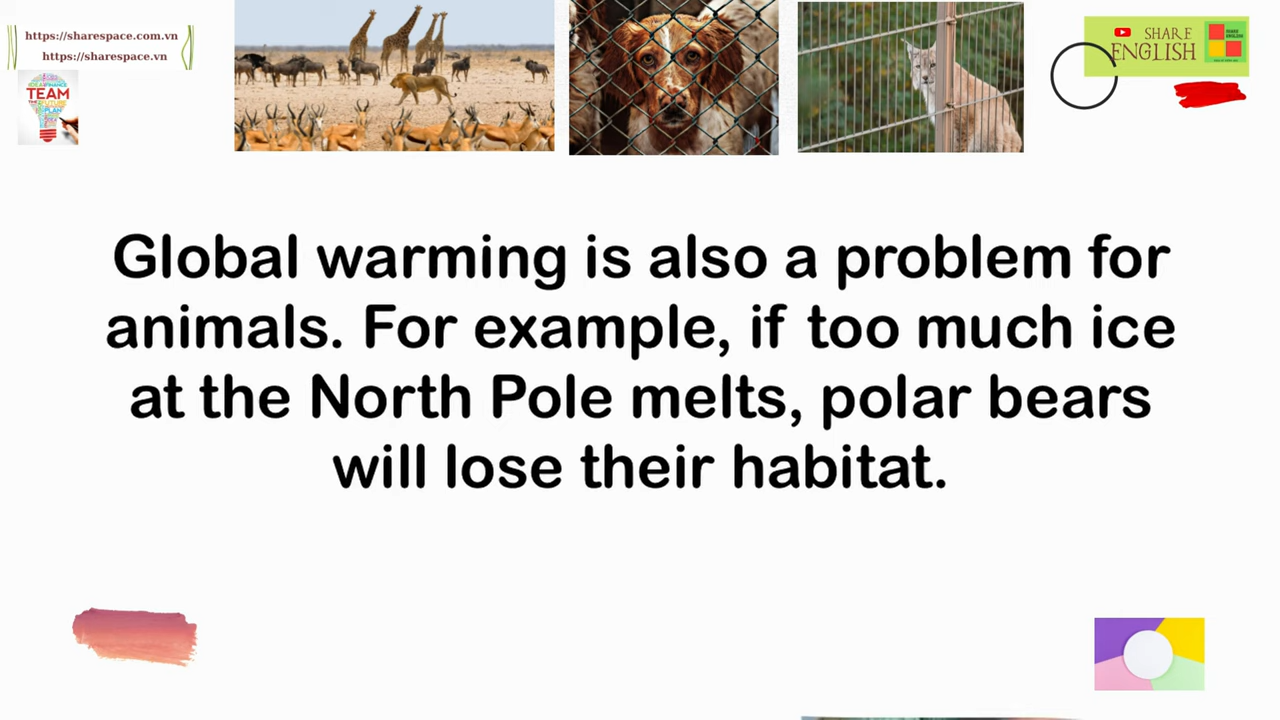 https://sharespace.com.vn
https://sharespace.vn
TEAM
PLAN
SHARE
ENGLISH
Global warming is also a problem for
animals. For example, if too much ice
at the North Pole melts, polar bears
will lose their habitat.